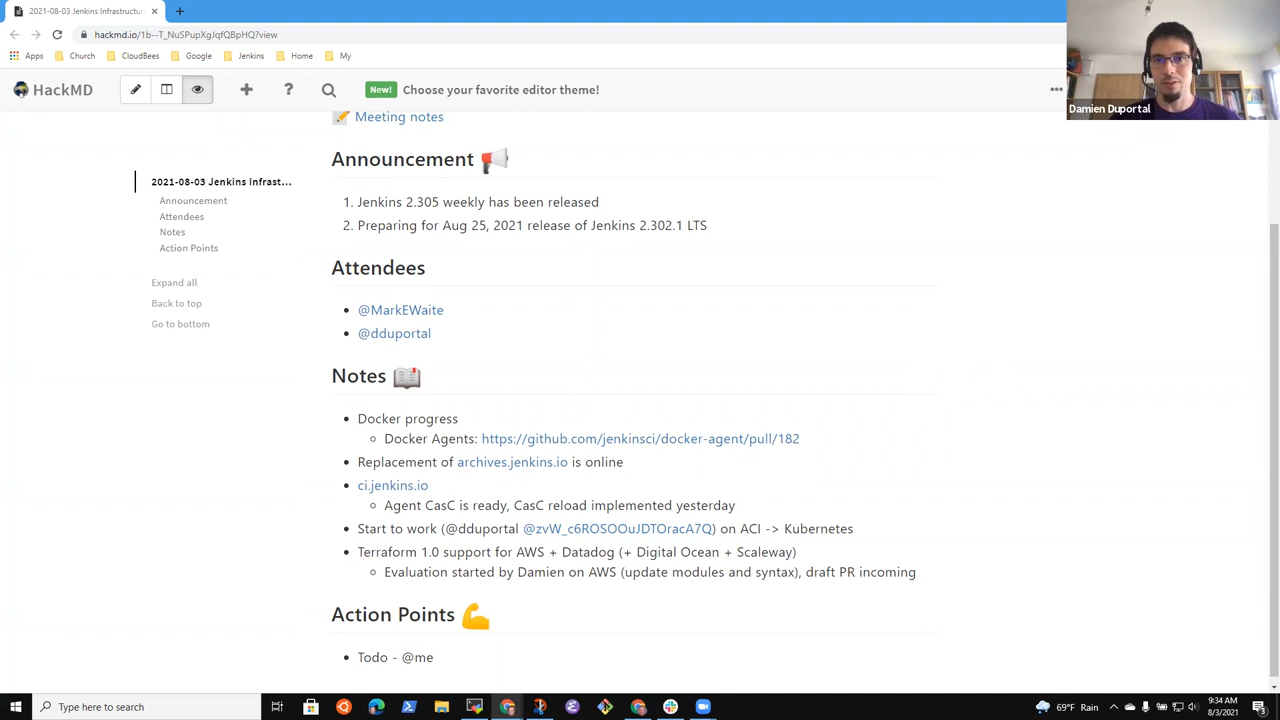 2021-08-03 Jenkins Infrastructur
hackmd.io/1b--T_NuSPupXgJqfQBpHQ?view
Apps Church CloudBees Google Jenkins Home My
HackMD New! Choose your favorite editor theme!
Damien Duportal
Meeting notes
Announcement
1. Jenkins 2.305 weekly has been released
2. Preparing for Aug 25, 2021 release of Jenkins 2.302.1 LTS
2021-08-03 Jenkins Infrast...
Announcement
Attendees
Notes
Action Points
Expand all
Back to top
Go to bottom
Attendees
@MarkEWaite
@dduportal
Notes
Docker progress
Docker Agents: https://github.com/jenkinsci/docker-agent/pull/182
Replacement of archives.jenkins.io is online
ci.jenkins.io
Agent CasC is ready, CasC reload implemented yesterday
Start to work (@dduportal @zvW_c6ROSOOuJDTOracA7Q) on ACI -> Kubernetes
Terraform 1.0 support for AWS + Datadog (+ Digital Ocean + Scaleway)
Evaluation started by Damien on AWS (update modules and syntax), draft PR incoming
Action Points
Todo - @me
Type here to search
69°F Rain
9:34 AM
8/3/2021
3